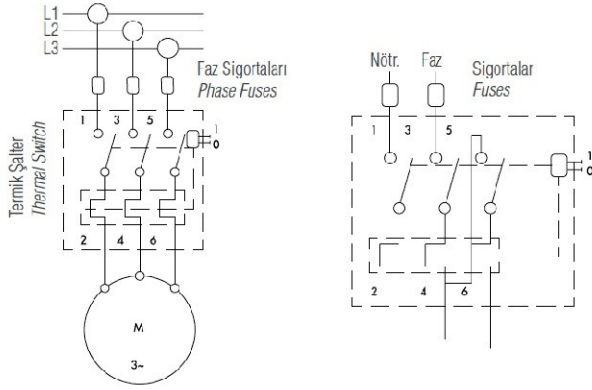 L1
L2
L3
Faz Sigortaları
Phase Fuses
1 3 5
1
0
Termik Şalter
Thermal Switch
2 4 6
M
3~
Nötr. Faz
Sigortalar
Fuses
1 3 5
1
0
2 4 6